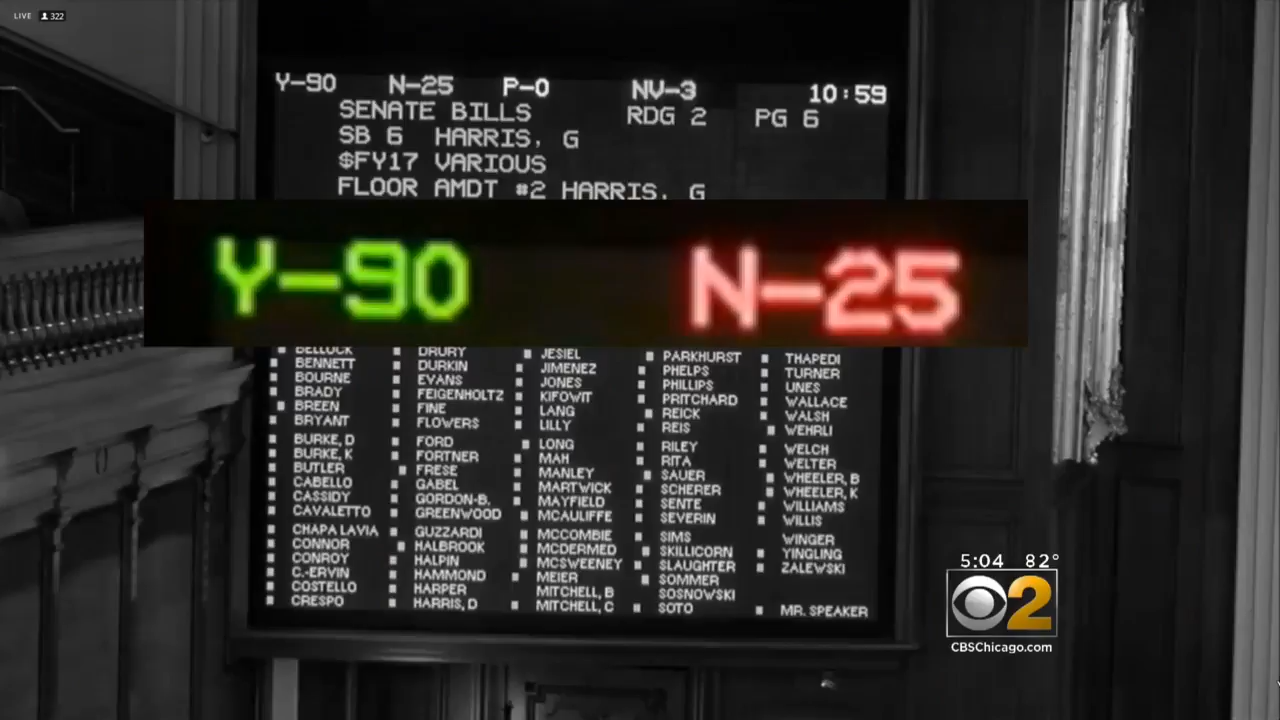 LIVE 322
Y-90 N-25 P-0 NV-3 10:59
SENATE BILLS RDG 2 PG 6
SB 6 HARRIS, G
$FY17 VARIOUS
FLOOR AMDT #2 HARRIS, G
Y-90 N-25
BELLOCK DRURY JESIEL PARKHURST THAPEDI
BENNETT DURKIN JIMENEZ PHELPS TURNER
BOURNE EVANS JONES PHILLIPS UNES
BRADY FEIGENHOLTZ KIFOWIT PRITCHARD WALLACE
BREEN FINE LANG REICK WALSH
BRYANT FLOWERS LILLY REIS WEHRLI
BURKE, D FORD LONG RILEY WELCH
BURKE, K FORTNER MAH RITA WELTER
BUTLER FRESE MANLEY SAUER WHEELER, B
CABELLO GABEL MARTWICK SCHERER WHEELER, K
CASSIDY GORDON-B. MAYFIELD SENTE WILLIAMS
CAVALETTO GREENWOOD MCAULIFFE SEVERIN WILLIS
CHAPA LAVIA GUZZARDI MCCOMBIE SIMS WINGER
CONNOR HALBROOK MCDERMED SKILLICORN YINGLING
CONROY HALPIN MCSWEENEY SLAUGHTER ZALEWSKI
C.-ERVIN HAMMOND MEIER SOMMER
COSTELLO HARPER MITCHELL, B SOSNOWSKI
CRESPO HARRIS, D MITCHELL, C SOTO MR. SPEAKER
5:04 82°
2
CBSChicago.com